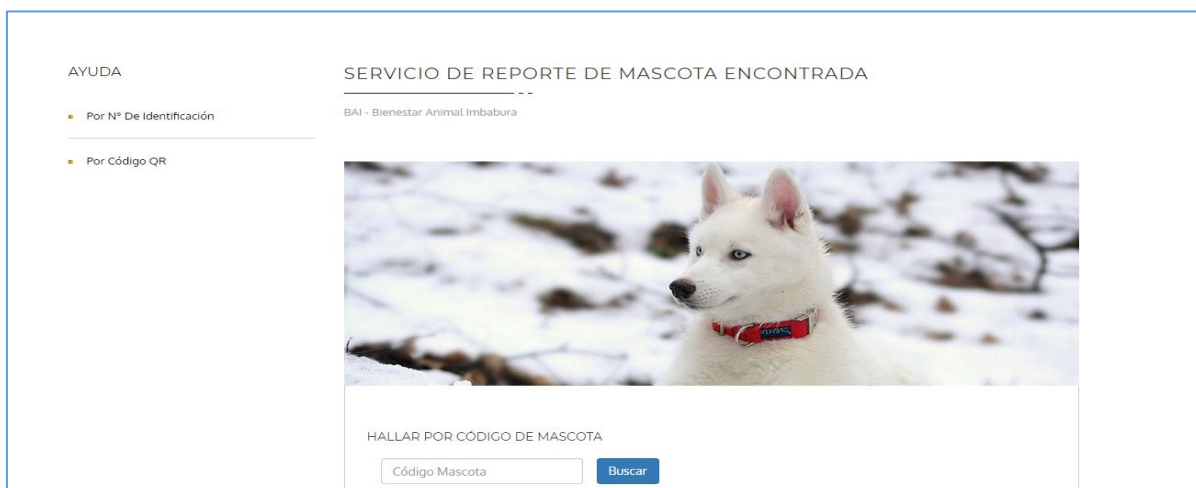 AYUDA
Por N° De Identificación
Por Código QR
SERVICIO DE REPORTE DE MASCOTA ENCONTRADA
BAI - Bienestar Animal Imbabura
HALLAR POR CÓDIGO DE MASCOTA
Código Mascota
Buscar